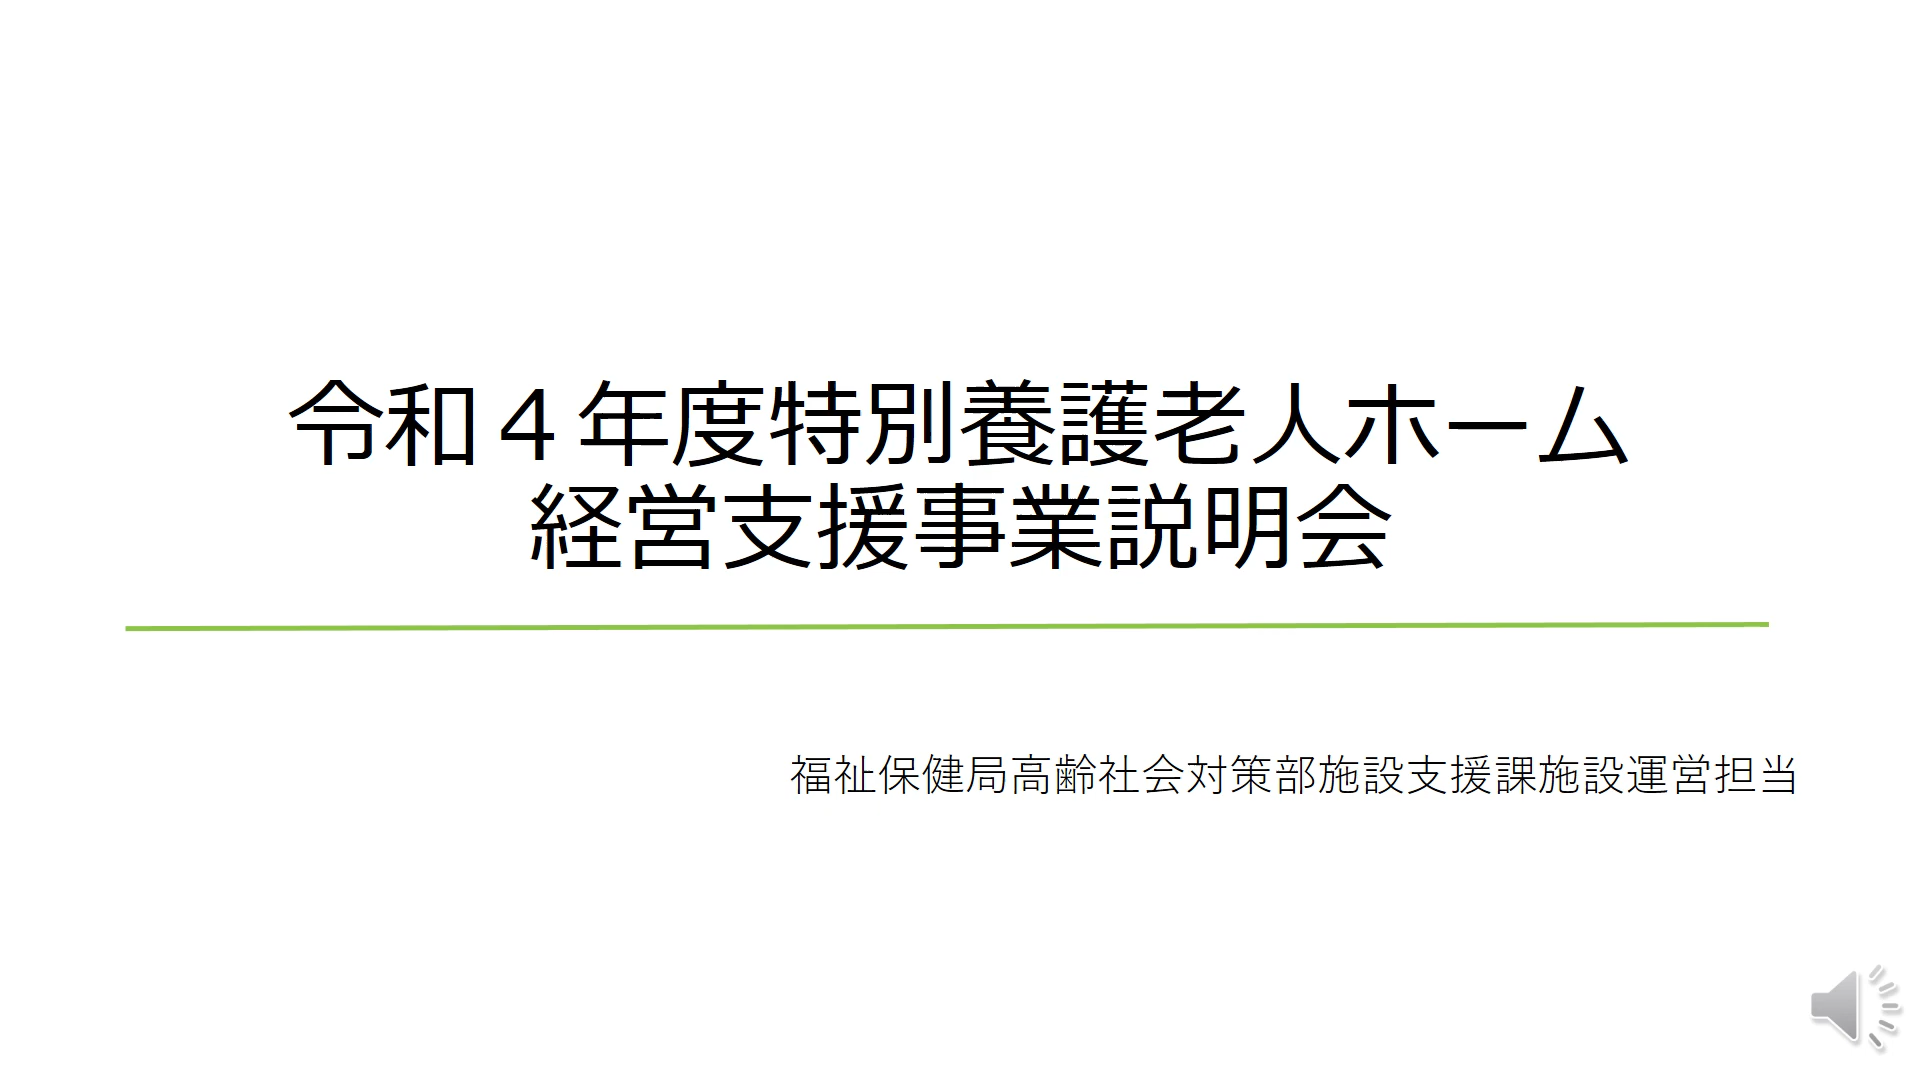 令和４年度特別養護老人ホーム
経営支援事業説明会
福祉保健局高齢社会対策部施設支援課施設運営担当